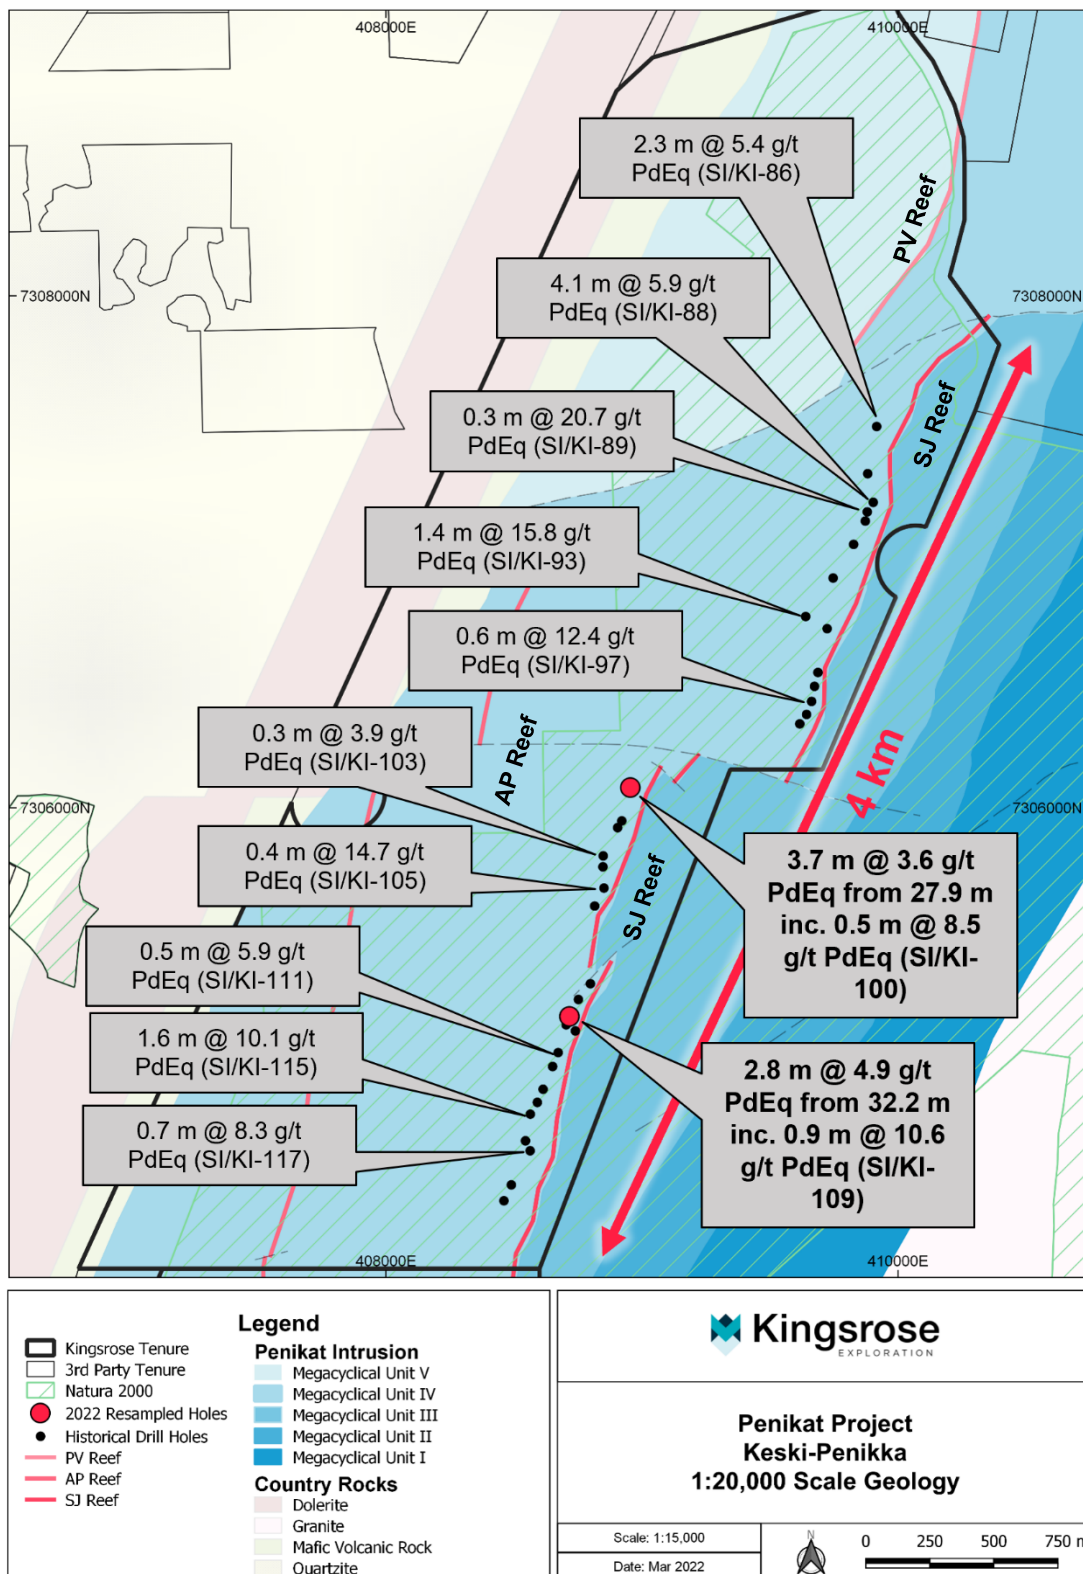 408000E
410000E
2.3 m @ 5.4 g/t
PdEq (SI/KI-86)
PV Reef
4.1 m @ 5.9 g/t
PdEq (SI/KI-88)
7308000N
7308000N
0.3 m @ 20.7 g/t
PdEq (SI/KI-89)
SJ Reef
1.4 m @ 15.8 g/t
PdEq (SI/KI-93)
0.6 m @ 12.4 g/t
PdEq (SI/KI-97)
0.3 m @ 3.9 g/t
PdEq (SI/KI-103)
AP Reef
4 km
7306000N
7306000N
0.4 m @ 14.7 g/t
PdEq (SI/KI-105)
SJ Reef
3.7 m @ 3.6 g/t
PdEq from 27.9 m
inc. 0.5 m @ 8.5
g/t PdEq (SI/KI-
100)
0.5 m @ 5.9 g/t
PdEq (SI/KI-111)
1.6 m @ 10.1 g/t
PdEq (SI/KI-115)
2.8 m @ 4.9 g/t
PdEq from 32.2 m
inc. 0.9 m @ 10.6
g/t PdEq (SI/KI-
109)
0.7 m @ 8.3 g/t
PdEq (SI/KI-117)
408000E
410000E
Legend
Kingsrose Tenure
3rd Party Tenure
Natura 2000
2022 Resampled Holes
Historical Drill Holes
PV Reef
AP Reef
SJ Reef
Penikat Intrusion
Megacyclical Unit V
Megacyclical Unit IV
Megacyclical Unit III
Megacyclical Unit II
Megacyclical Unit I
Country Rocks
Dolerite
Granite
Mafic Volcanic Rock
Quartzite
Kingsrose
EXPLORATION
Penikat Project
Keski-Penikka
1:20,000 Scale Geology
Scale: 1:15,000
Date: Mar 2022
N
0 250 500 750 m